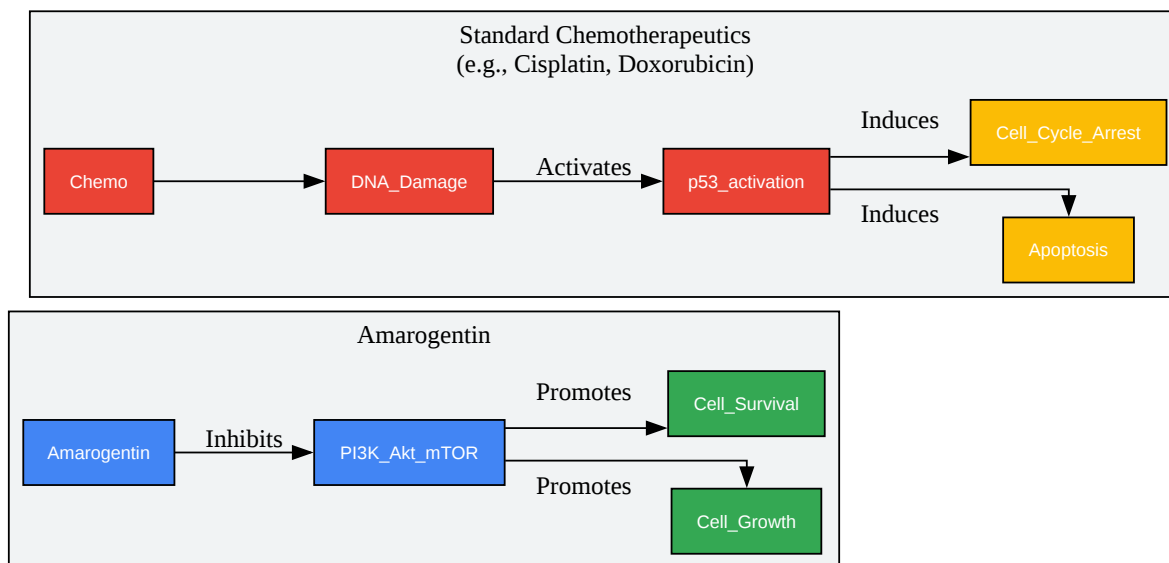 Standard Chemotherapeutics
(e.g., Cisplatin, Doxorubicin)
Chemo
DNA_Damage
Activates
p53_activation
Induces
Cell_Cycle_Arrest
Induces
Apoptosis
Amarogentin
Amarogentin
Inhibits
PI3K_Akt_mTOR
Promotes
Cell_Survival
Promotes
Cell_Growth